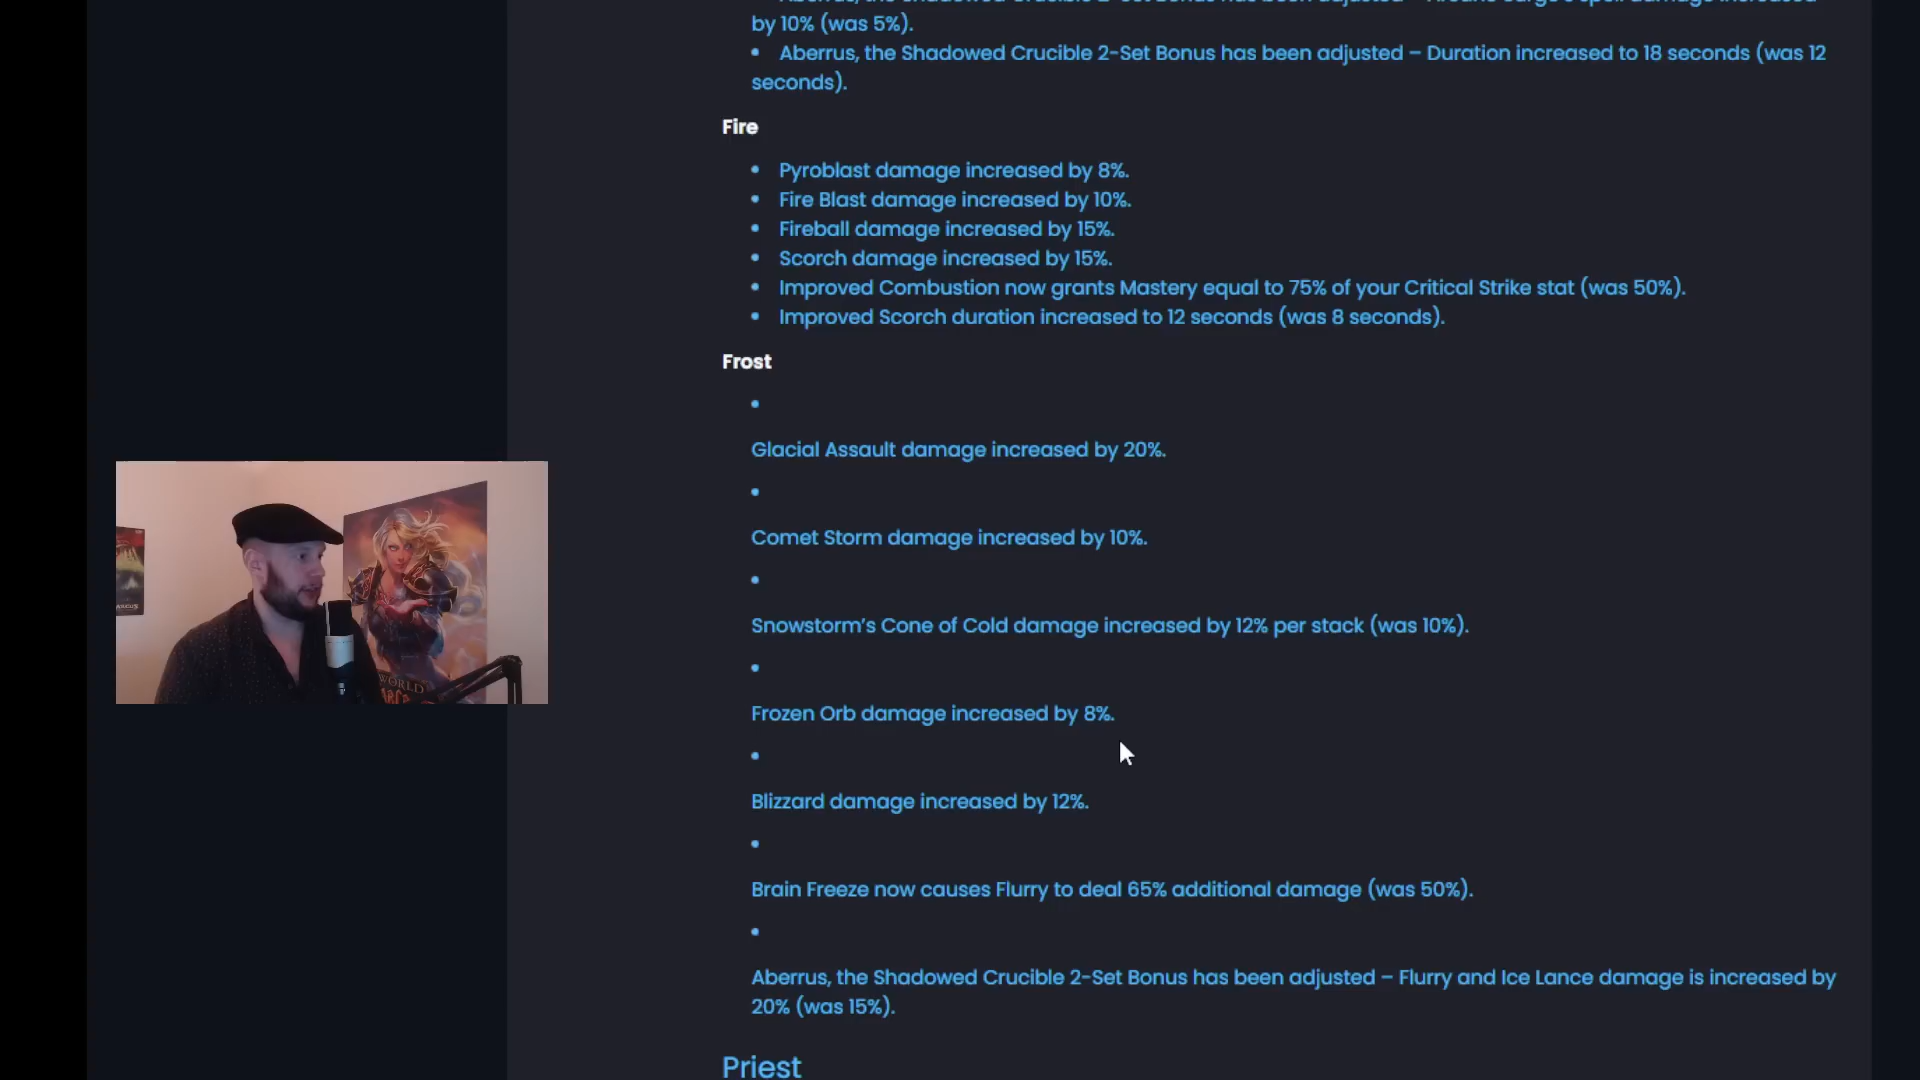 by 10% (was 5%).
• Aberrus, the Shadowed Crucible 2-Set Bonus has been adjusted – Duration increased to 18 seconds (was 12
seconds).
Fire
• Pyroblast damage increased by 8%.
• Fire Blast damage increased by 10%.
• Fireball damage increased by 15%.
• Scorch damage increased by 15%.
• Improved Combustion now grants Mastery equal to 75% of your Critical Strike stat (was 50%).
• Improved Scorch duration increased to 12 seconds (was 8 seconds).
Frost
•
Glacial Assault damage increased by 20%.
•
Comet Storm damage increased by 10%.
•
Snowstorm’s Cone of Cold damage increased by 12% per stack (was 10%).
•
Frozen Orb damage increased by 8%.
•
Blizzard damage increased by 12%.
•
Brain Freeze now causes Flurry to deal 65% additional damage (was 50%).
•
Aberrus, the Shadowed Crucible 2-Set Bonus has been adjusted – Flurry and Ice Lance damage is increased by
20% (was 15%).
Priest
WORLD